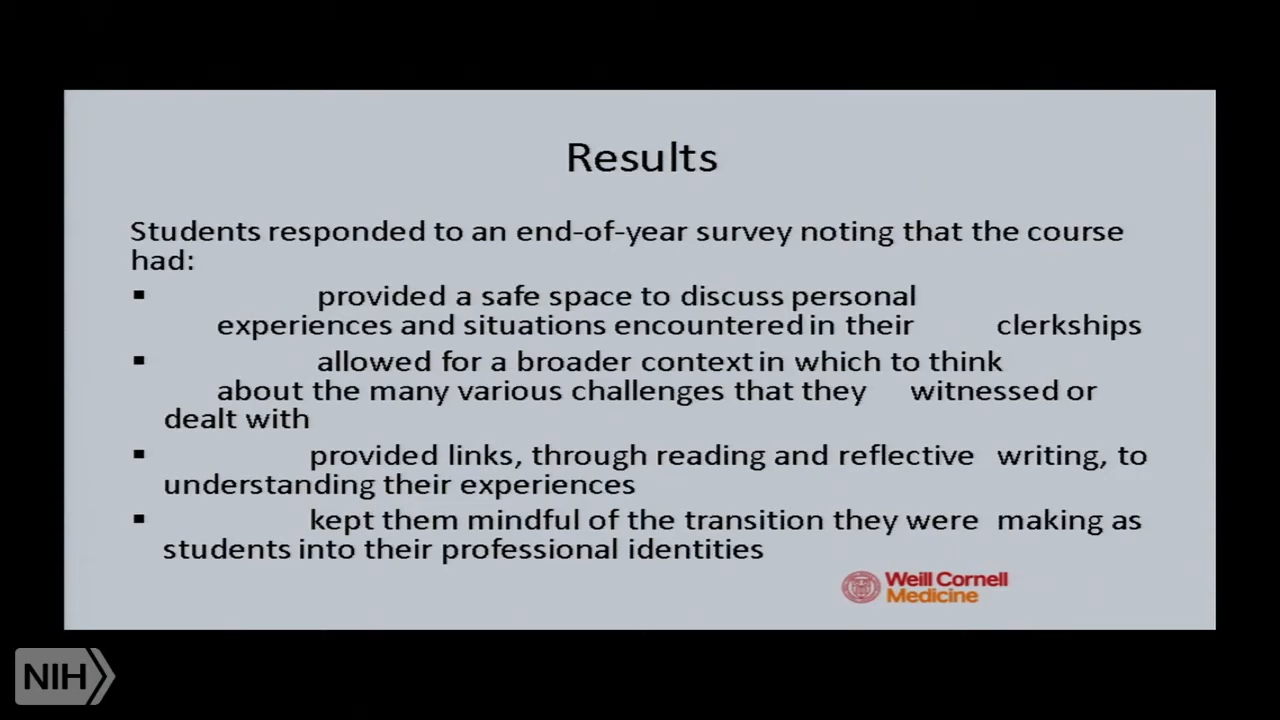 Results
Students responded to an end-of-year survey noting that the course
had:
▪ provided a safe space to discuss personal
experiences and situations encountered in their clerkships
▪ allowed for a broader context in which to think
about the many various challenges that they witnessed or
dealt with
▪ provided links, through reading and reflective writing, to
understanding their experiences
▪ kept them mindful of the transition they were making as
students into their professional identities
Weill Cornell
Medicine
NIH